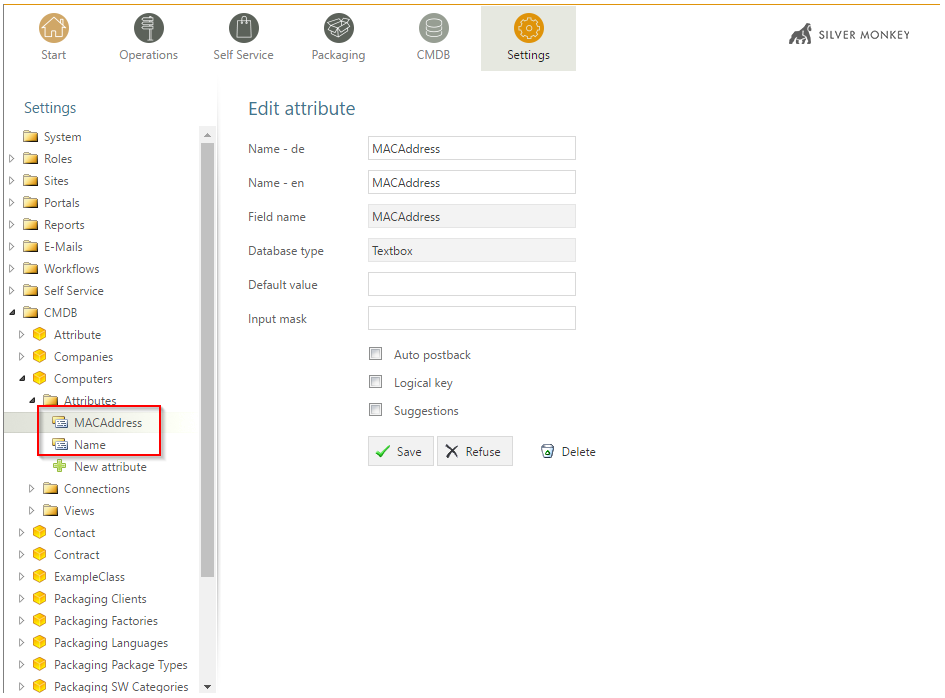 Start
Operations
Self Service
Packaging
CMDB
Settings
SILVER MONKEY
Settings
System
Roles
Sites
Portals
Reports
E-Mails
Workflows
Self Service
CMDB
Attribute
Companies
Computers
Attributes
MACAddress
Name
New attribute
Connections
Views
Contact
Contract
ExampleClass
Packaging Clients
Packaging Factories
Packaging Languages
Packaging Package Types
Packaging SW Categories
Edit attribute
Name - de MACAddress
Name - en MACAddress
Field name MACAddress
Database type Textbox
Default value
Input mask
Auto postback
Logical key
Suggestions
Save Refuse Delete